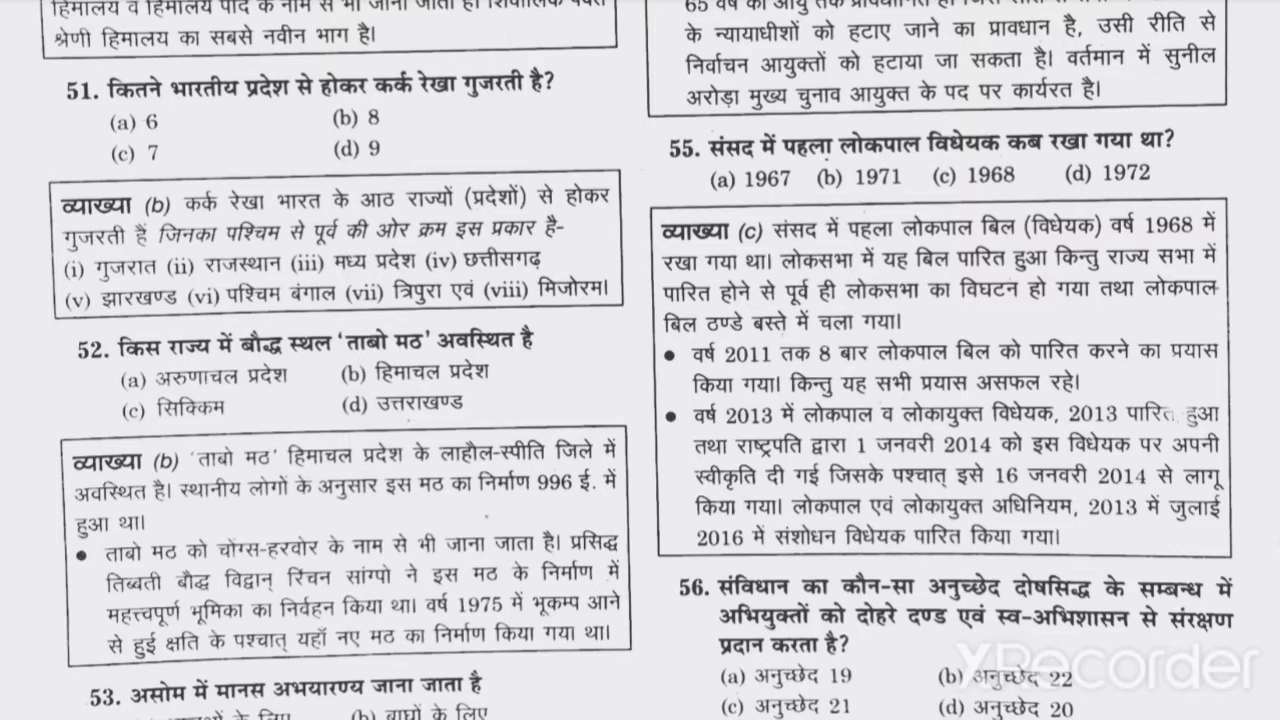 हिमालय व हिमालय पाद के नाम से भी जाना जाता है। शिवालिक पर्वत
श्रेणी हिमालय का सबसे नवीन भाग है।
51. कितने भारतीय प्रदेश से होकर कर्क रेखा गुजरती है?
(a) 6 (b) 8
(c) 7 (d) 9
व्याख्या (b) कर्क रेखा भारत के आठ राज्यों (प्रदेशों) से होकर
गुजरती हैं जिनका पश्चिम से पूर्व की ओर क्रम इस प्रकार है-
(i) गुजरात (ii) राजस्थान (iii) मध्य प्रदेश (iv) छत्तीसगढ़
(v) झारखण्ड (vi) पश्चिम बंगाल (vii) त्रिपुरा एवं (viii) मिजोरम।
52. किस राज्य में बौद्ध स्थल 'ताबो मठ' अवस्थित है
(a) अरुणाचल प्रदेश (b) हिमाचल प्रदेश
(c) सिक्किम (d) उत्तराखण्ड
व्याख्या (b) 'ताबो मठ' हिमाचल प्रदेश के लाहौल-स्पीति जिले में
अवस्थित है। स्थानीय लोगों के अनुसार इस मठ का निर्माण 996 ई. में
हुआ था।
• ताबो मठ को चोंग्स-हरवोर के नाम से भी जाना जाता है। प्रसिद्ध
तिब्बती बौद्ध विद्वान् रिंचन सांग्पो ने इस मठ के निर्माण में
महत्त्वपूर्ण भूमिका का निर्वहन किया था। वर्ष 1975 में भूकम्प आने
से हुई क्षति के पश्चात् यहाँ नए मठ का निर्माण किया गया था।
53. असोम में मानस अभयारण्य जाना जाता है
के लिए (b) बाघों के लिए
65 वर्ष की आयु तक
के न्यायाधीशों को हटाए जाने का प्रावधान है, उसी रीति से
निर्वाचन आयुक्तों को हटाया जा सकता है। वर्तमान में सुनील
अरोड़ा मुख्य चुनाव आयुक्त के पद पर कार्यरत है।
55. संसद में पहला लोकपाल विधेयक कब रखा गया था?
(a) 1967 (b) 1971 (c) 1968 (d) 1972
व्याख्या (c) संसद में पहला लोकपाल बिल (विधेयक) वर्ष 1968 में
रखा गया था। लोकसभा में यह बिल पारित हुआ किन्तु राज्य सभा में
पारित होने से पूर्व ही लोकसभा का विघटन हो गया तथा लोकपाल
बिल ठण्डे बस्ते में चला गया।
• वर्ष 2011 तक 8 बार लोकपाल बिल को पारित करने का प्रयास
किया गया। किन्तु यह सभी प्रयास असफल रहे।
• वर्ष 2013 में लोकपाल व लोकायुक्त विधेयक, 2013 पारित हुआ
तथा राष्ट्रपति द्वारा 1 जनवरी 2014 को इस विधेयक पर अपनी
स्वीकृति दी गई जिसके पश्चात् इसे 16 जनवरी 2014 से लागू
किया गया। लोकपाल एवं लोकायुक्त अधिनियम, 2013 में जुलाई
2016 में संशोधन विधेयक पारित किया गया।
56. संविधान का कौन-सा अनुच्छेद दोषसिद्ध के सम्बन्ध में
अभियुक्तों को दोहरे दण्ड एवं स्व-अभिशासन से संरक्षण
प्रदान करता है?
(a) अनुच्छेद 19 (b) अनुच्छेद 22
(c) अनुच्छेद 21 (d) अनुच्छेद 20
XRecorder